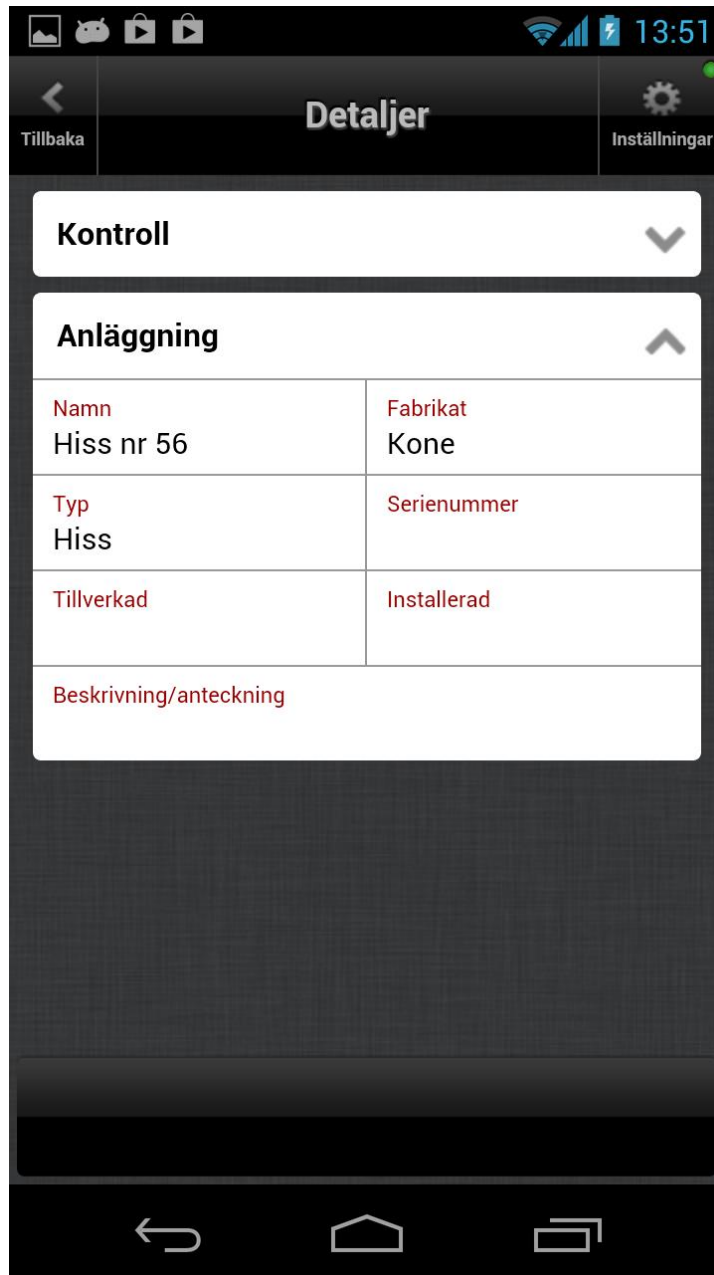 13:51
Tillbaka
Detaljer
Inställningar
Kontroll
Anläggning
Namn
Hiss nr 56
Fabrikat
Kone
Typ
Hiss
Serienummer
Tillverkad
Installerad
Beskrivning/anteckning